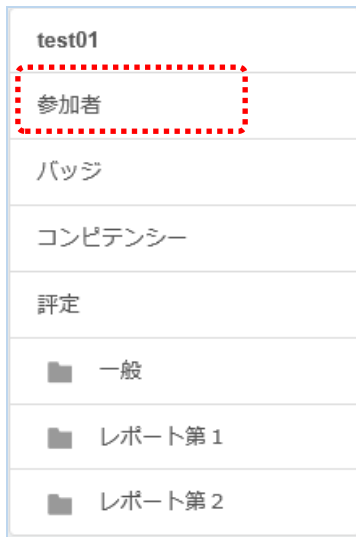 test01
参加者
バッジ
コンピテンシー
評定
一般
レポート第１
レポート第２